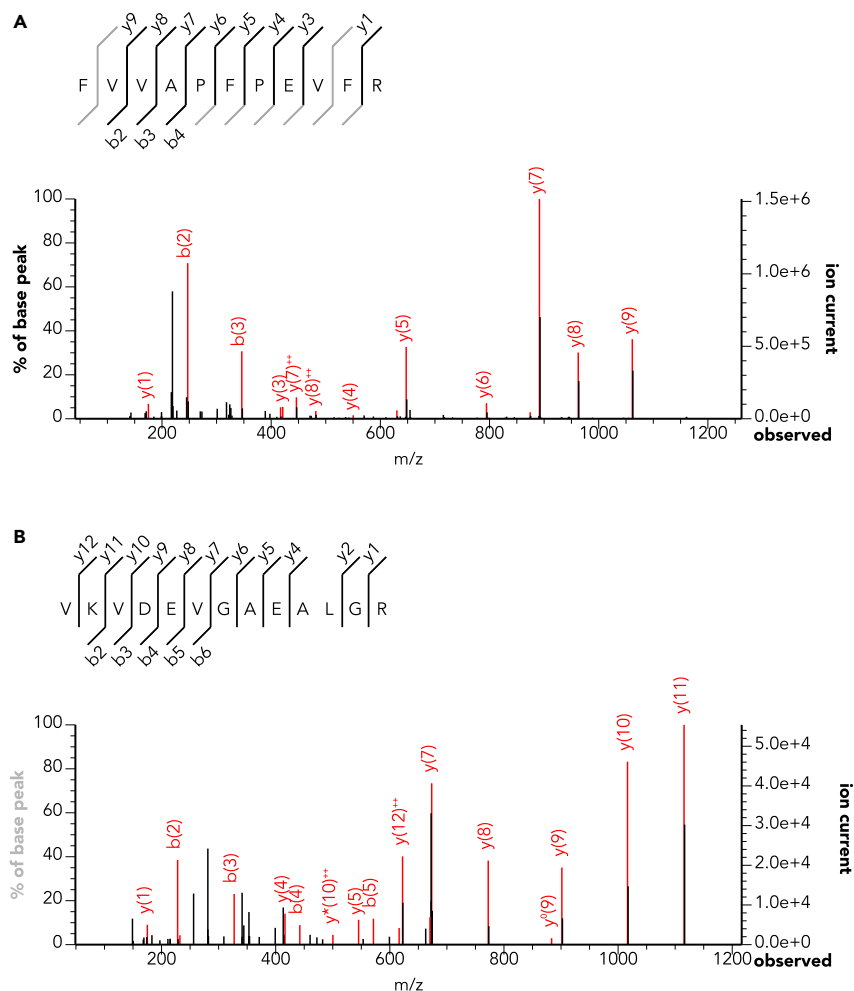 A
y9 y8 y7 y6 y5 y4 y3 y1
F V V A P F P E V F R
b2 b3 b4
y(7)
100 1.5e+6
b(2)
80
1.0e+6
60
b(3) y(5) y(8) y(9)
40
5.0e+5
y(1) y(3) y(7)++ y(8)++ y(4) y(6)
20
0 0.0e+0
200 400 600 800 1000 1200 observed
m/z
% of base peak
ion current
B
y12 y11 y10 y9 y8 y7 y6 y5 y4 y2 y1
V K V D E V G A E A L G R
b2 b3 b4 b5 b6
y(11)
y(10)
y(7)
100
5.0e+4
80
4.0e+4
b(2) y(12)++ y(8) y(9)
60
3.0e+4
b(3)
40
2.0e+4
y(1) y(4) b(4) y*(10)++ y(5) b(5) y0(9)
20
1.0e+4
0 0.0e+0
200 400 600 800 1000 1200 observed
m/z
% of base peak
ion current